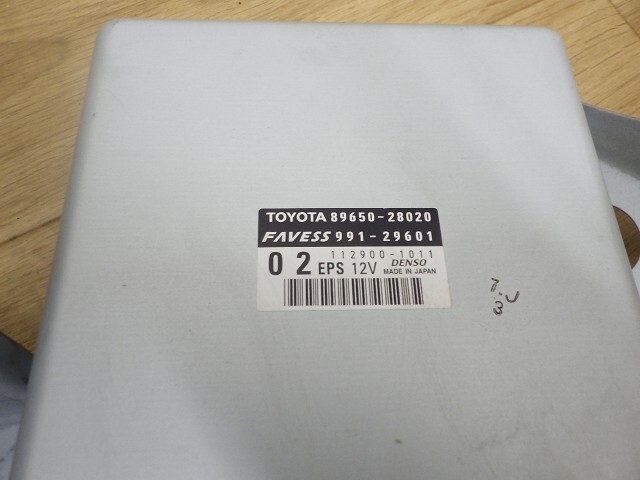 TOYOTA 89650-28020
FAVESS 991-29601
112900-1011
02 EPS 12V DENSO
MADE IN JAPAN